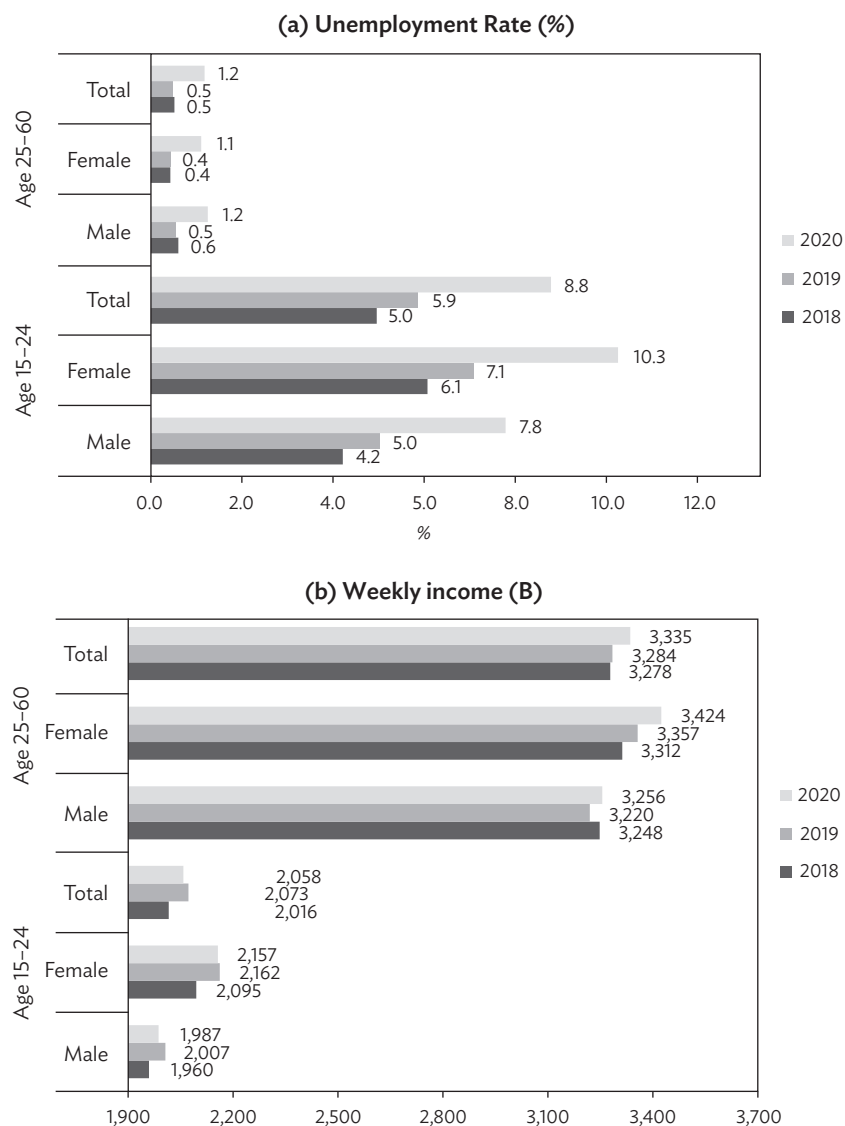 (a) Unemployment Rate (%)
Age 25–60
Total
1.2
0.5
0.5
Female
1.1
0.4
0.4
Male
1.2
0.5
0.6
Age 15–24
Total
8.8
5.9
5.0
Female
10.3
7.1
6.1
Male
7.8
5.0
4.2
0.0 2.0 4.0 5.0 8.0 10.0 12.0
%
2020
2019
2018
(b) Weekly income (B)
Age 25–60
Total
3,335
3,284
3,278
Female
3,424
3,357
3,312
Male
3,256
3,220
3,248
Age 15–24
Total
2,058
2,073
2,016
Female
2,157
2,162
2,095
Male
1,987
2,007
1,960
1,900 2,200 2,500 2,800 3,100 3,400 3,700
2020
2019
2018